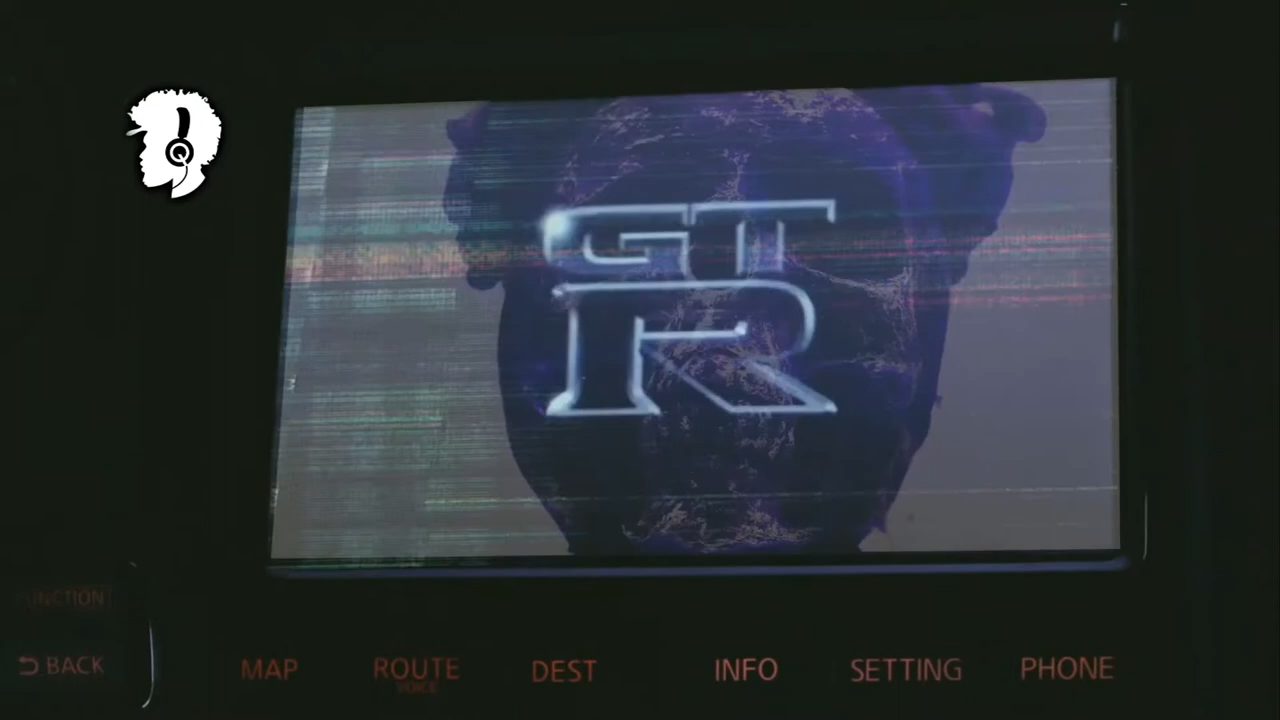 GT
R
FUNCTION
BACK
MAP
ROUTE
VOICE
DEST
INFO
SETTING
PHONE